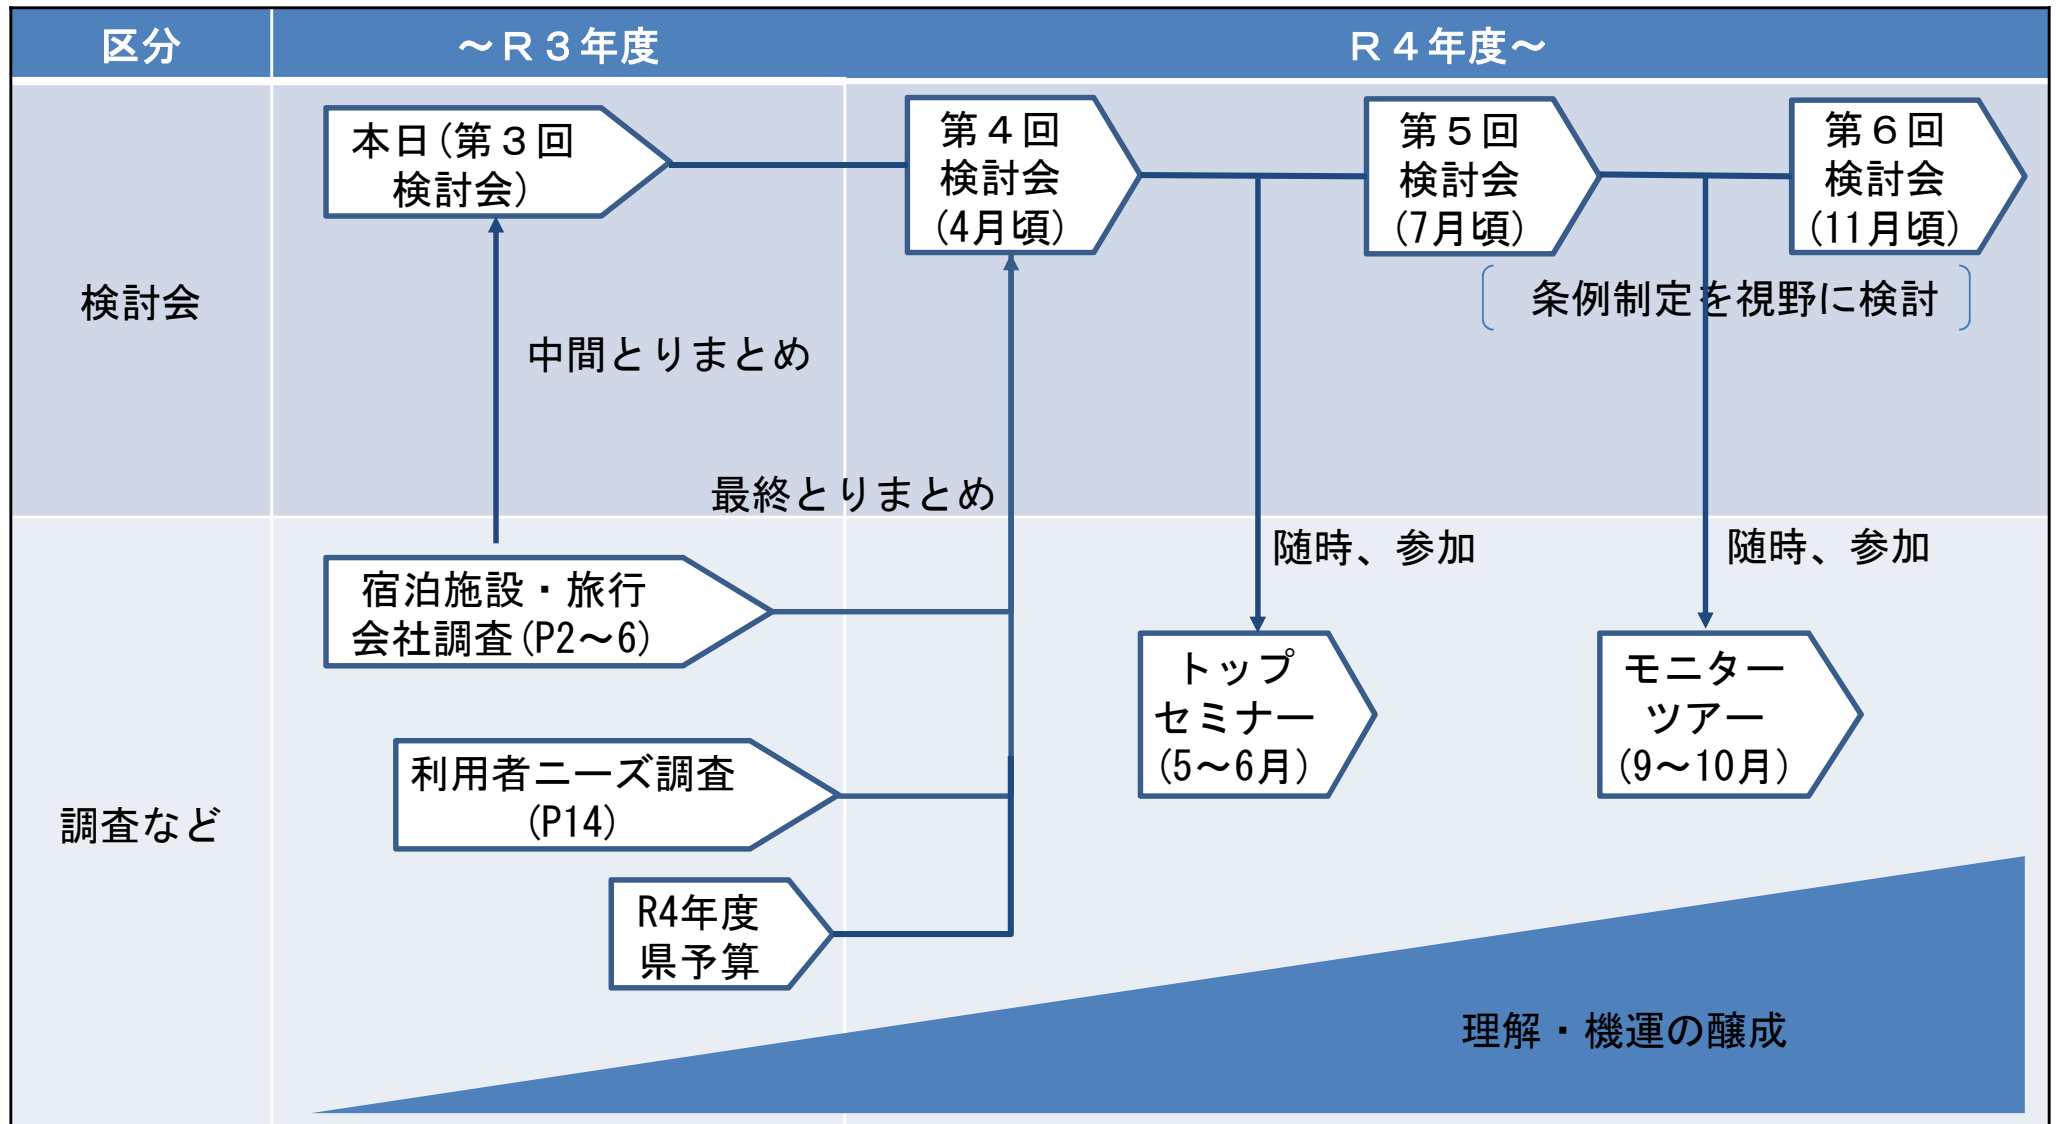 区分
～Ｒ３年度
Ｒ４年度～
検討会
本日(第３回
検討会)
第４回
検討会
(4月頃)
第５回
検討会
(7月頃)
第６回
検討会
(11月頃)
条例制定を視野に検討
中間とりまとめ
最終とりまとめ
随時、参加
随時、参加
調査など
宿泊施設・旅行
会社調査(P2～6)
利用者ニーズ調査
(P14)
R4年度
県予算
トップ
セミナー
(5～6月)
モニター
ツアー
(9～10月)
理解・機運の醸成